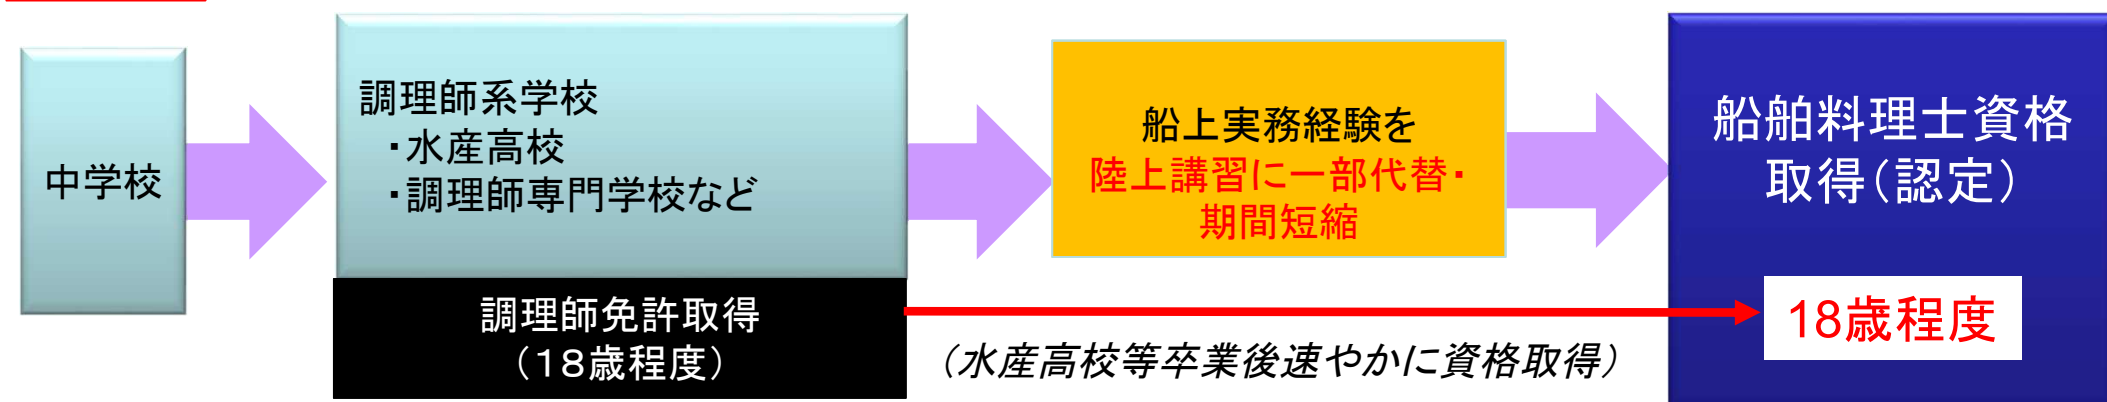 中学校
調理師系学校
・水産高校
・調理師専門学校など
調理師免許取得
(18歳程度)
船上実務経験を
陸上講習に一部代替・
期間短縮
(水産高校等卒業後速やかに資格取得)
船舶料理士資格
取得(認定)
18歳程度